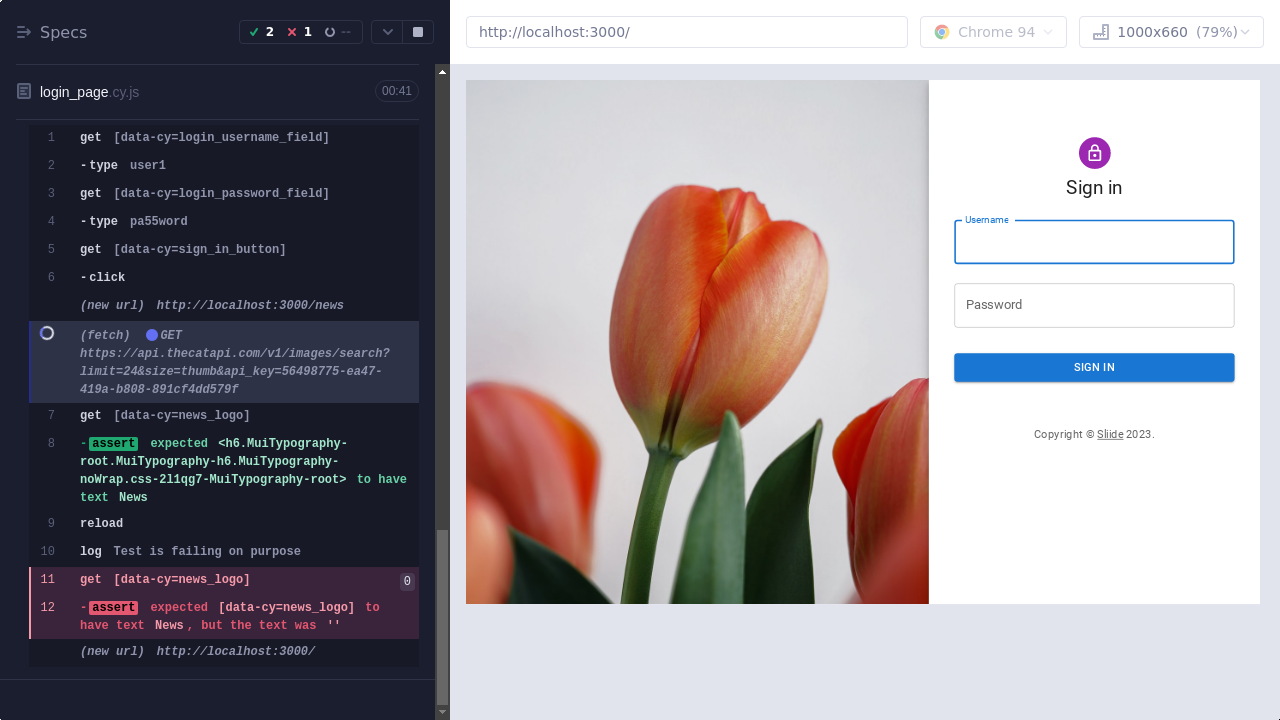 Specs
2
1
--
http://localhost:3000/
Chrome 94
1000x660 (79%)
login_page.cy.js
00:41
1 get [data-cy=login_username_field]
2 -type user1
3 get [data-cy=login_password_field]
4 -type pa55word
5 get [data-cy=sign_in_button]
6 -click
(new url) http://localhost:3000/news
(fetch) GET
https://api.thecatapi.com/v1/images/search?
limit=24&size=thumb&api_key=56498775-ea47-
419a-b808-891cf4dd579f
7 get [data-cy=news_logo]
8 -assert expected <h6.MuiTypography-
root.MuiTypography-h6.MuiTypography-
noWrap.css-2l1qg7-MuiTypography-root> to have
text News
9 reload
10 log Test is failing on purpose
11 get [data-cy=news_logo] 0
12 -assert expected [data-cy=news_logo] to
have text News, but the text was ''
(new url) http://localhost:3000/
Sign in
Username
Password
SIGN IN
Copyright © Sliide 2023.